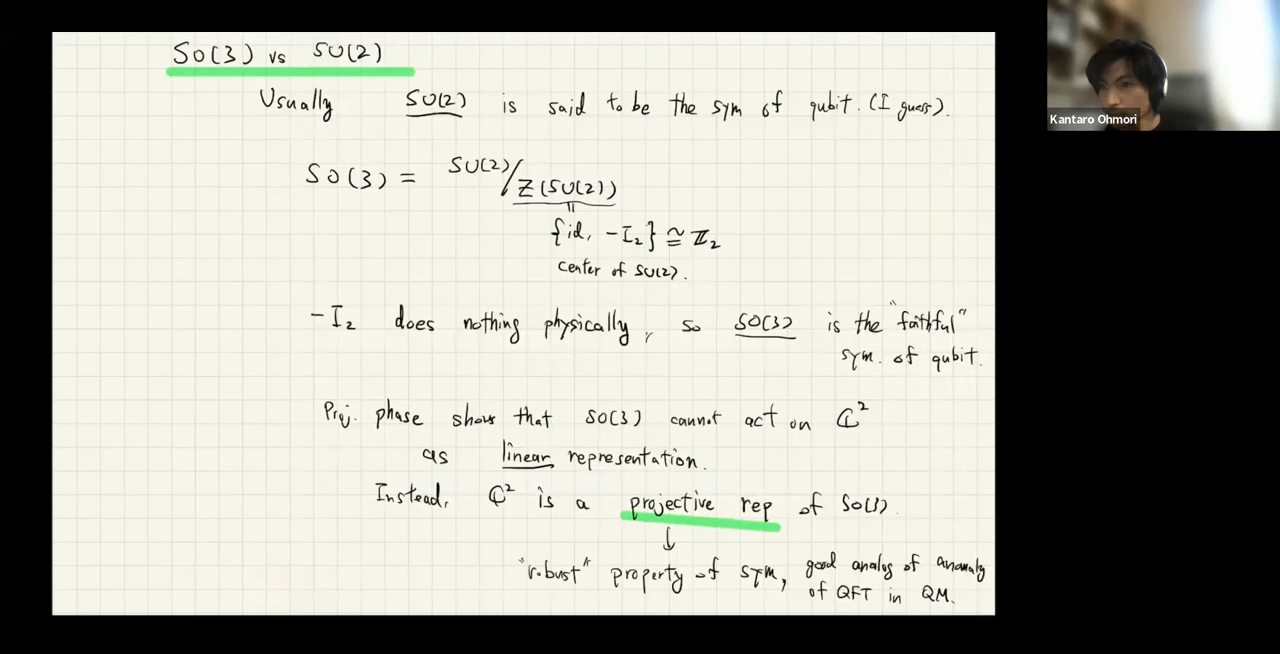 SO(3) vs SU(2)
Usually SU(2) is said to be the sym of qubit. (I guess).
SO(3) = SU(2)/Z(SU(2))
{id, -I₂} ≅ ℤ₂
center of SU(2).
-I₂ does nothing physically, so SO(3) is the "faithful"
sym. of qubit.
Proj. phase shows that SO(3) cannot act on ℂ²
as linear representation.
Instead, ℂ² is a projective rep of SO(3).
↓
"robust" property of sym, good analog of anomaly
of QFT in QM.
Kantaro Ohmori